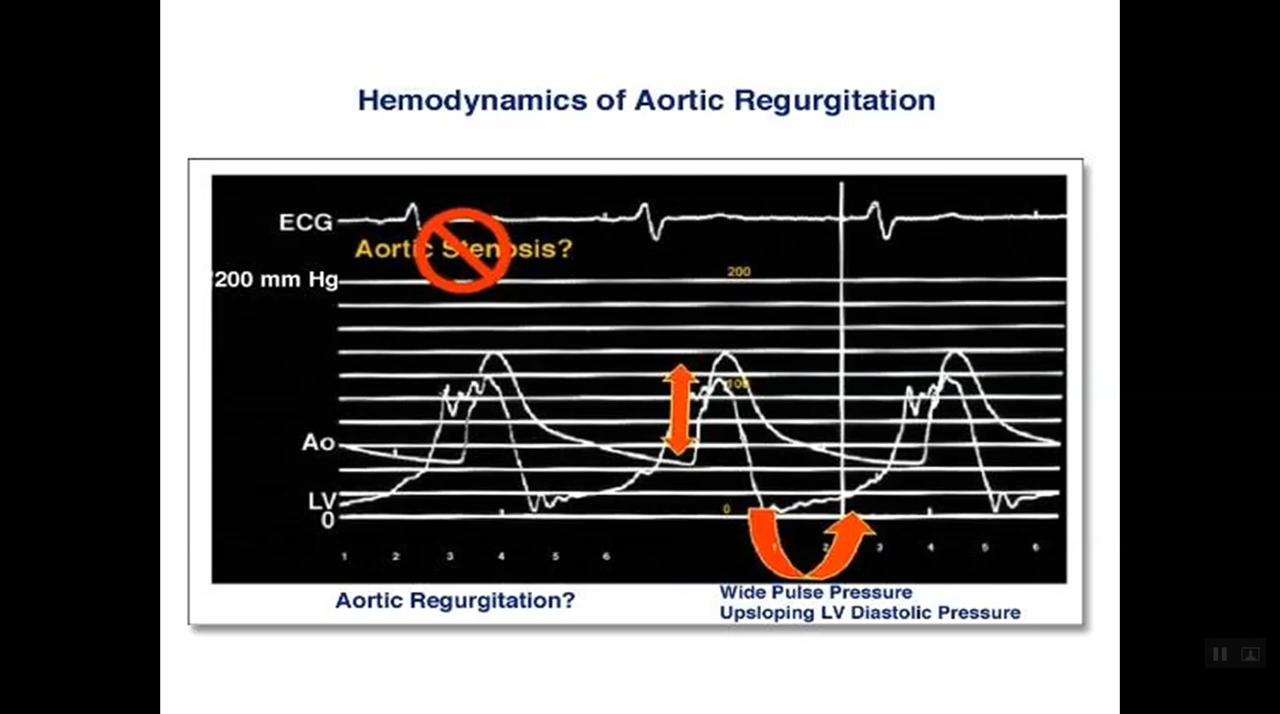 Hemodynamics of Aortic Regurgitation
ECG
Aortic Stenosis?
200 mm Hg
200
100
Ao
LV
0
0
1 2 3 4 5 6 1 2 3 4 5 6
Aortic Regurgitation?
Wide Pulse Pressure
Upsloping LV Diastolic Pressure